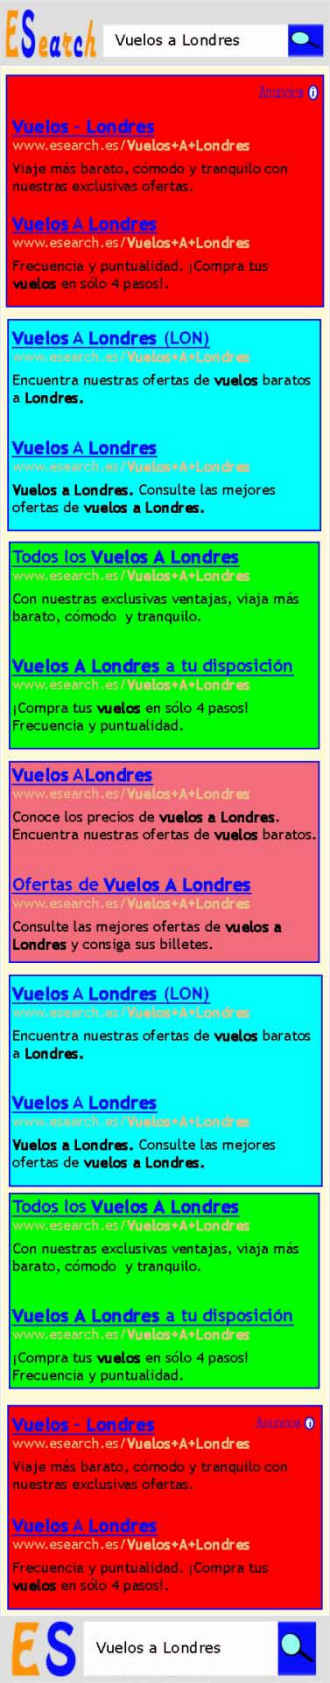 ESearch
Vuelos a Londres
Anuncios i
Vuelos - Londres
www.esearch.es/Vuelos+A+Londres
Viaje más barato, cómodo y tranquilo con
nuestras exclusivas ofertas.
Vuelos A Londres
www.esearch.es/Vuelos+A+Londres
Frecuencia y puntualidad. ¡Compra tus
vuelos en sólo 4 pasos!.
Vuelos A Londres (LON)
www.esearch.es/Vuelos+A+Londres
Encuentra nuestras ofertas de vuelos baratos
a Londres.
Vuelos A Londres
www.esearch.es/Vuelos+A+Londres
Vuelos a Londres. Consulte las mejores
ofertas de vuelos a Londres.
Todos los Vuelos A Londres
www.esearch.es/Vuelos+A+Londres
Con nuestras exclusivas ventajas, viaja más
barato, cómodo y tranquilo.
Vuelos A Londres a tu disposición
www.esearch.es/Vuelos+A+Londres
¡Compra tus vuelos en sólo 4 pasos!
Frecuencia y puntualidad.
Vuelos ALondres
www.esearch.es/Vuelos+A+Londres
Conoce los precios de vuelos a Londres.
Encuentra nuestras ofertas de vuelos baratos.
Ofertas de Vuelos A Londres
www.esearch.es/Vuelos+A+Londres
Consulte las mejores ofertas de vuelos a
Londres y consiga sus billetes.
Vuelos A Londres (LON)
www.esearch.es/Vuelos+A+Londres
Encuentra nuestras ofertas de vuelos baratos
a Londres.
Vuelos A Londres
www.esearch.es/Vuelos+A+Londres
Vuelos a Londres. Consulte las mejores
ofertas de vuelos a Londres.
Todos los Vuelos A Londres
www.esearch.es/Vuelos+A+Londres
Con nuestras exclusivas ventajas, viaja más
barato, cómodo y tranquilo.
Vuelos A Londres a tu disposición
www.esearch.es/Vuelos+A+Londres
¡Compra tus vuelos en sólo 4 pasos!
Frecuencia y puntualidad.
Vuelos - Londres Anuncios i
www.esearch.es/Vuelos+A+Londres
Viaje más barato, cómodo y tranquilo con
nuestras exclusivas ofertas.
Vuelos A Londres
www.esearch.es/Vuelos+A+Londres
Frecuencia y puntualidad. ¡Compra tus
vuelos en sólo 4 pasos!.
ES
Vuelos a Londres